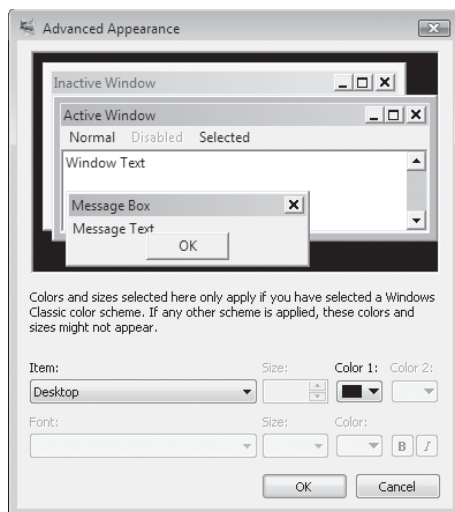 Advanced Appearance
Inactive Window
Active Window
Normal Disabled Selected
Window Text
Message Box
Message Text
OK
Colors and sizes selected here only apply if you have selected a Windows
Classic color scheme. If any other scheme is applied, these colors and
sizes might not appear.
Item: Size: Color 1: Color 2:
Desktop
Font: Size: Color:
B I
OK Cancel